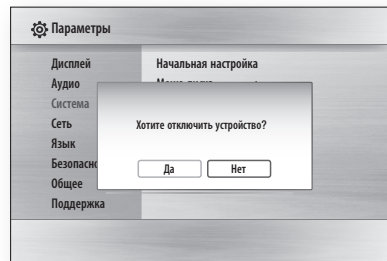 Параметры
Дисплей
Начальная настройка
Аудио
Система
Сеть
Хотите отключить устройство?
Язык
Да
Нет
Общее
Поддержка